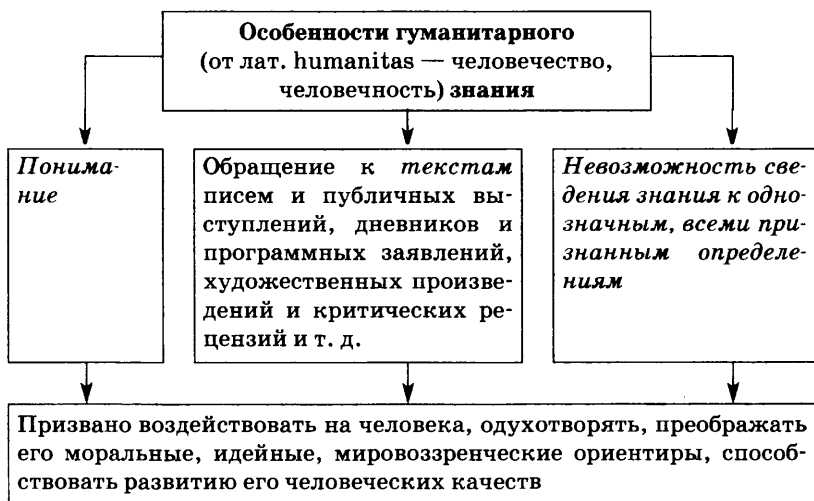 Особенности гуманитарного
(от лат. humanitas — человечество,
человечность) знания
Понима-
ние
Обращение к текстам
писем и публичных вы-
ступлений, дневников и
программных заявлений,
художественных произве-
дений и критических ре-
цензий и т. д.
Невозможность све-
дения знания к одно-
значным, всеми при-
знанным определе-
ниям
Призвано воздействовать на человека, одухотворять, преображать
его моральные, идейные, мировоззренческие ориентиры, способ-
ствовать развитию его человеческих качеств